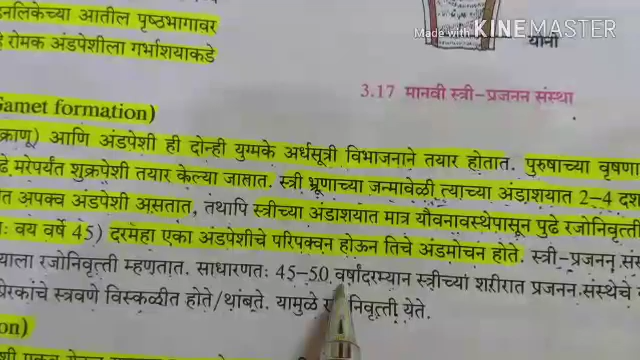 नलिकेच्या आतील पृष्ठभागावर
रोमक अंडपेशीला गर्भाशयाकडे
यांना
Made with KINEMASTER
3.17 मानवी स्त्री-प्रजनन संस्था
Gamet formation)
क्राणू) आणि अंडपेशी ही दोन्ही युग्मके अर्धसूत्री विभाजनाने तयार होतात. पुरुषाच्या वृषणा
ढे मरेपर्यंत शुक्रपेशी तयार केल्या जातात. स्त्री भ्रूणाच्या जन्मावेळी त्याच्या अंडाशयात 2-4 दश
त अपक्व अंडपेशी असतात, तथापि स्त्रीच्या अंडाशयात मात्र यौवनावस्थेपासून पुढे रजोनिवृत्ती
: वय वर्षे 45) दरमहा एका अंडपेशीचे परिपक्वन होऊन तिचे अंडमोचन होते. स्त्री-प्रजनन संस
याला रजोनिवृत्ती म्हणतात. साधारणतः 45-50 वर्षांदरम्यान स्त्रीच्या शरीरात प्रजनन संस्थेचे
प्रेरकांचे स्त्रवणे विस्कळीत होते/थांबते. यामुळे निवृत्ती येते.
on)